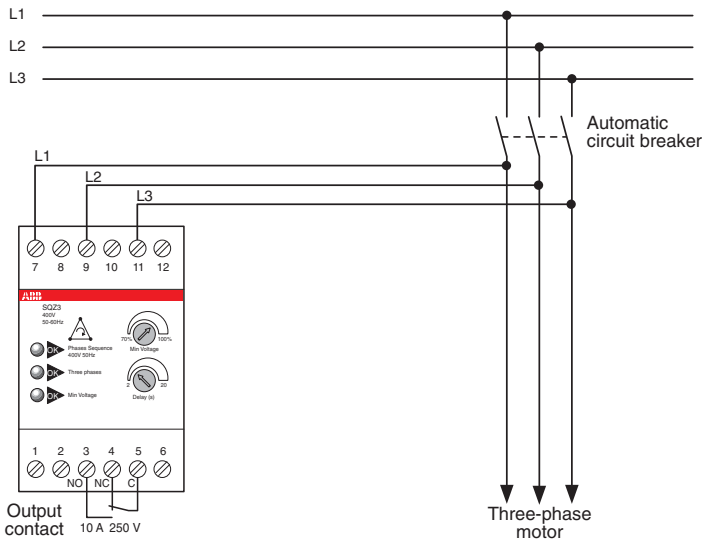 L1
L2
L3
Automatic
circuit breaker
L1
L2
L3
7 8 9 10 11 12
ABB
SQZ3
400V
50-60Hz
70% 100%
Min Voltage
OK Phases Sequence
400V 50Hz
OK Three phases
2 20
Delay (s)
OK Min Voltage
1 2 3 4 5 6
NO NC C
Output
contact
10 A 250 V
Three-phase
motor